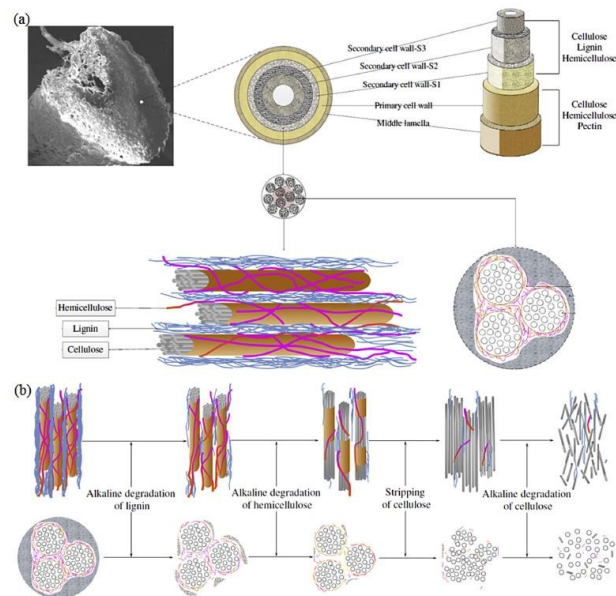 (a)
Secondary cell wall-S3
Secondary cell wall-S2
Secondary cell wall-S1
Primary cell wall
Middle lamella
Cellulose
Lignin
Hemicellulose
Cellulose
Hemicellulose
Pectin
Hemicellulose
Lignin
Cellulose
(b)
Alkaline degradation
of lignin
Alkaline degradation
of hemicellulose
Stripping
of cellulose
Alkaline degradation
of cellulose